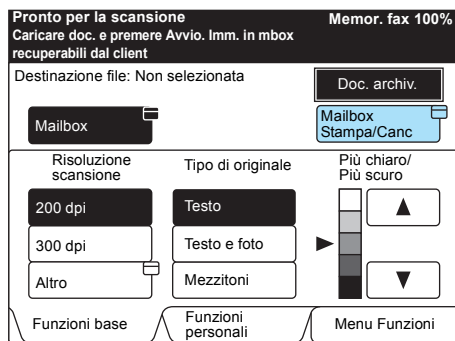 Pronto per la scansione
Memor. fax 100%
Caricare doc. e premere Avvio. Imm. in mbox
recuperabili dal client
Destinazione file: Non selezionata
Doc. archiv.
Mailbox
Mailbox
Stampa/Canc
Risoluzione
scansione
Tipo di originale
Più chiaro/
Più scuro
200 dpi
Testo
300 dpi
Testo e foto
Altro
Mezzitoni
Funzioni base
Funzioni
personali
Menu Funzioni